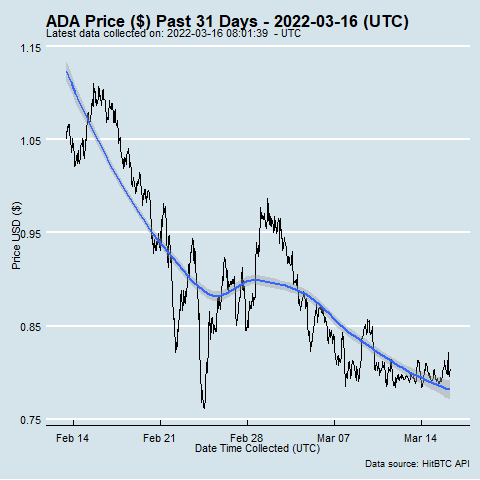 ADA Price ($) Past 31 Days - 2022-03-16 (UTC)
Latest data collected on: 2022-03-16 08:01:39  - UTC
1.15
1.05
0.95
0.85
0.75
Price USD ($)
Feb 14 Feb 21 Feb 28 Mar 07 Mar 14
Date Time Collected (UTC)
Data source: HitBTC API